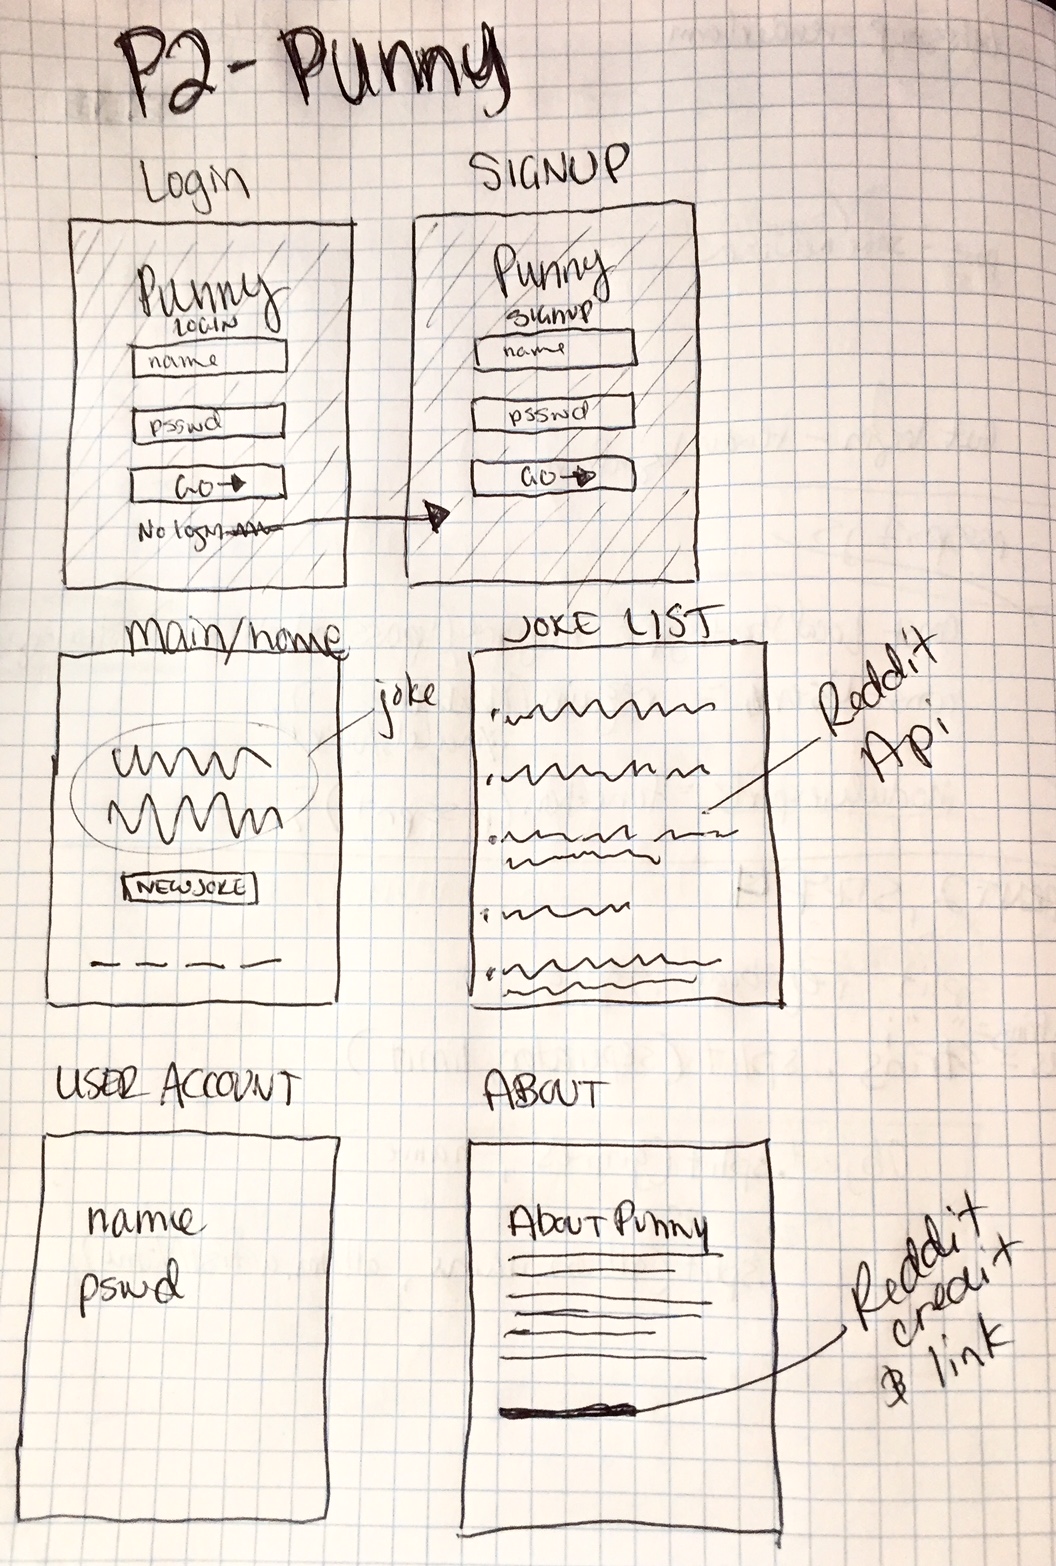 P2 - Punny
Login
SIGNUP
Punny
LOGIN
name
psswd
GO
No login
Punny
SIGNUP
name
psswd
GO
main/home
joke
NEW JOKE
JOKE LIST
Reddit
Api
USER ACCOUNT
name
pswd
ABOUT
About Punny
Reddit
credit
& link